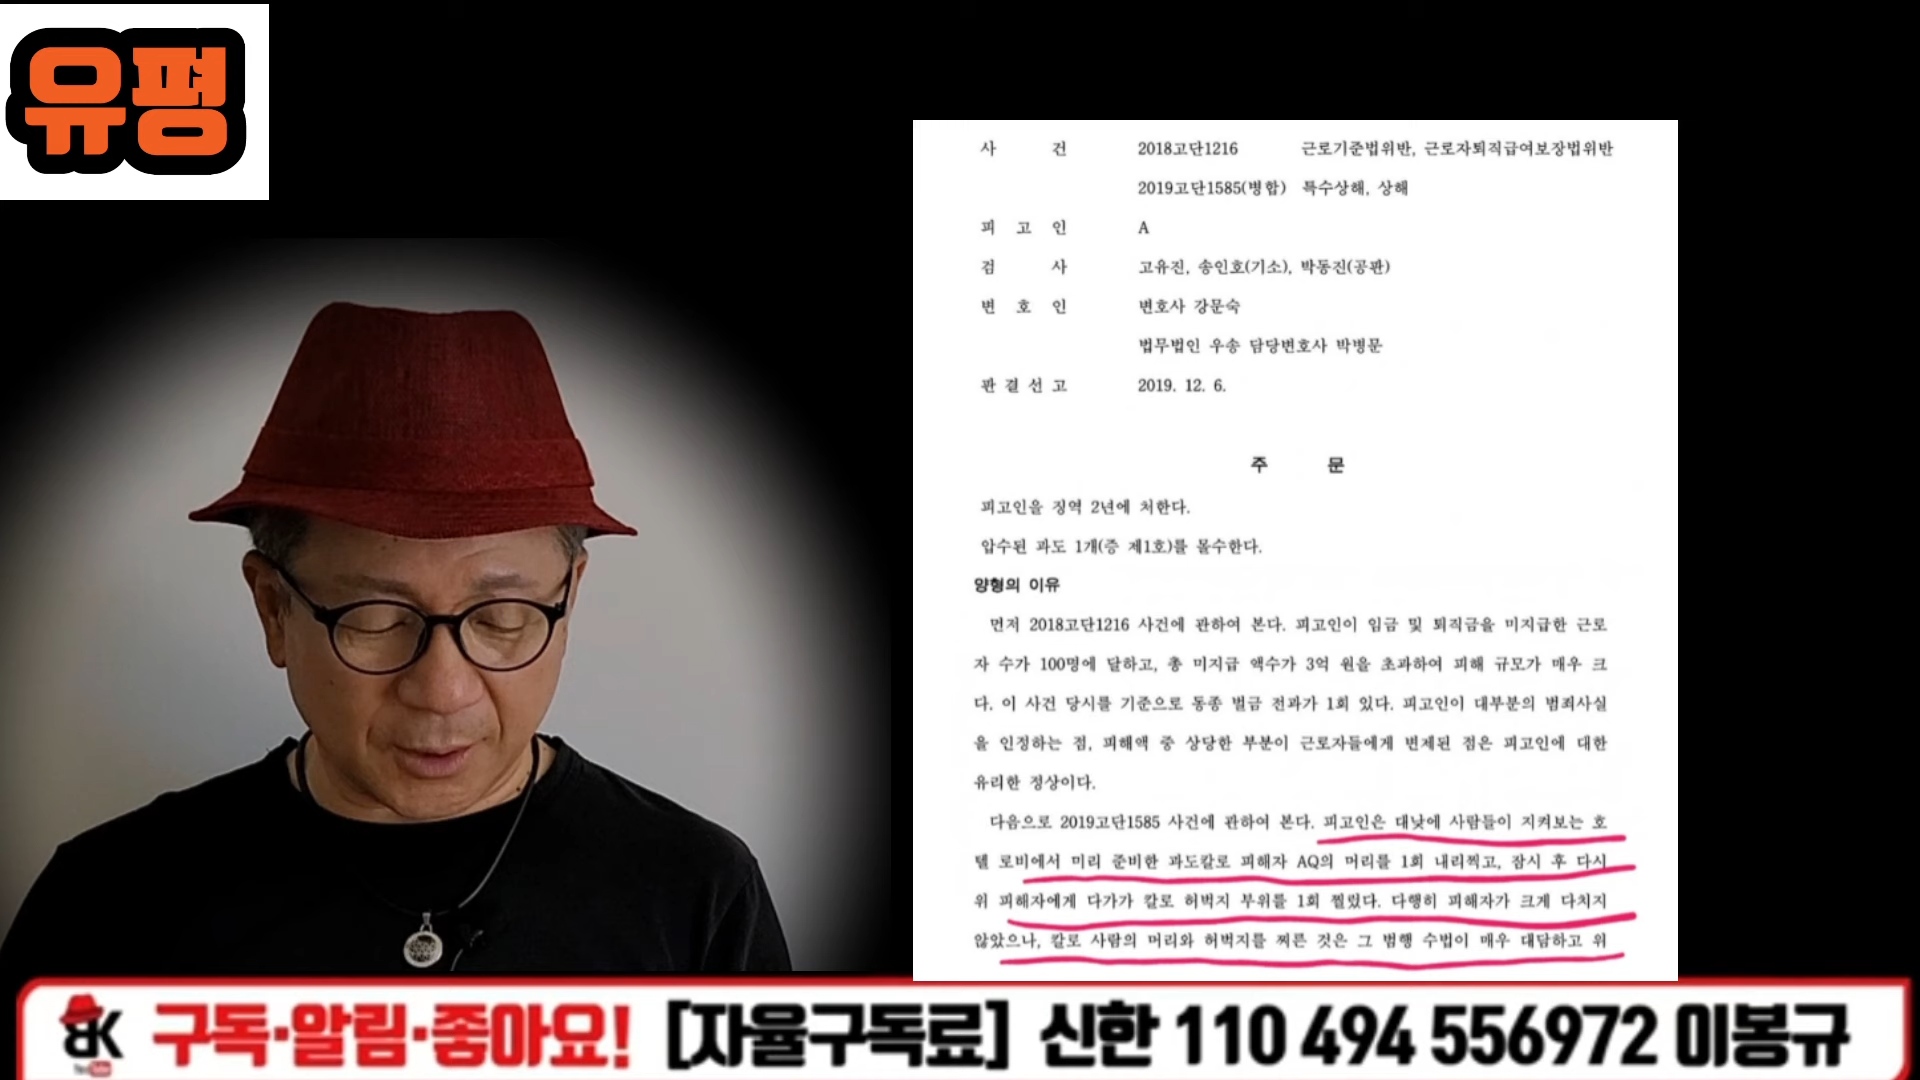 유평
사 건 2018고단1216 근로기준법위반, 근로자퇴직급여보장법위반
2019고단1585(병합) 특수상해, 상해
피 고 인 A
검 사 고유진, 송인호(기소), 박동진(공판)
변 호 인 변호사 강문숙
법무법인 우송 담당변호사 박병문
판 결 선 고 2019. 12. 6.
주 문
피고인을 징역 2년에 처한다.
압수된 과도 1개(증 제1호)를 몰수한다.
양형의 이유
먼저 2018고단1216 사건에 관하여 본다. 피고인이 임금 및 퇴직금을 미지급한 근로
자 수가 100명에 달하고, 총 미지급 액수가 3억 원을 초과하여 피해 규모가 매우 크
다. 이 사건 당시를 기준으로 동종 벌금 전과가 1회 있다. 피고인이 대부분의 범죄사실
을 인정하는 점, 피해액 중 상당한 부분이 근로자들에게 변제된 점은 피고인에 대한
유리한 정상이다.
다음으로 2019고단1585 사건에 관하여 본다. 피고인은 대낮에 사람들이 지켜보는 호
텔 로비에서 미리 준비한 과도칼로 피해자 AQ의 머리를 1회 내리찍고, 잠시 후 다시
위 피해자에게 다가가 칼로 허벅지 부위를 1회 찔렀다. 다행히 피해자가 크게 다치지
않았으나, 칼로 사람의 머리와 허벅지를 찌른 것은 그 범행 수법이 매우 대담하고 위
BK 구독·알림·좋아요! [자율구독료] 신한 110 494 556972 이봉규
YouTube